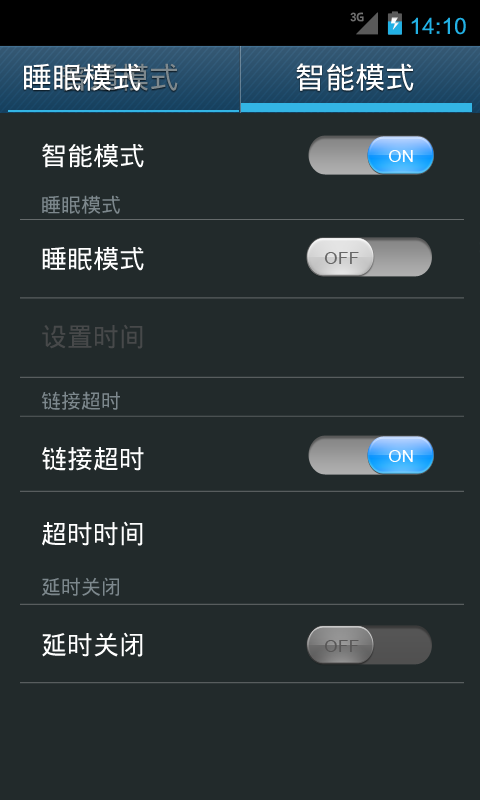 3G 14:10
睡眠模式 智能模式
智能模式 ON
睡眠模式
睡眠模式 OFF
设置时间
链接超时
链接超时 ON
超时时间
延时关闭
延时关闭 OFF